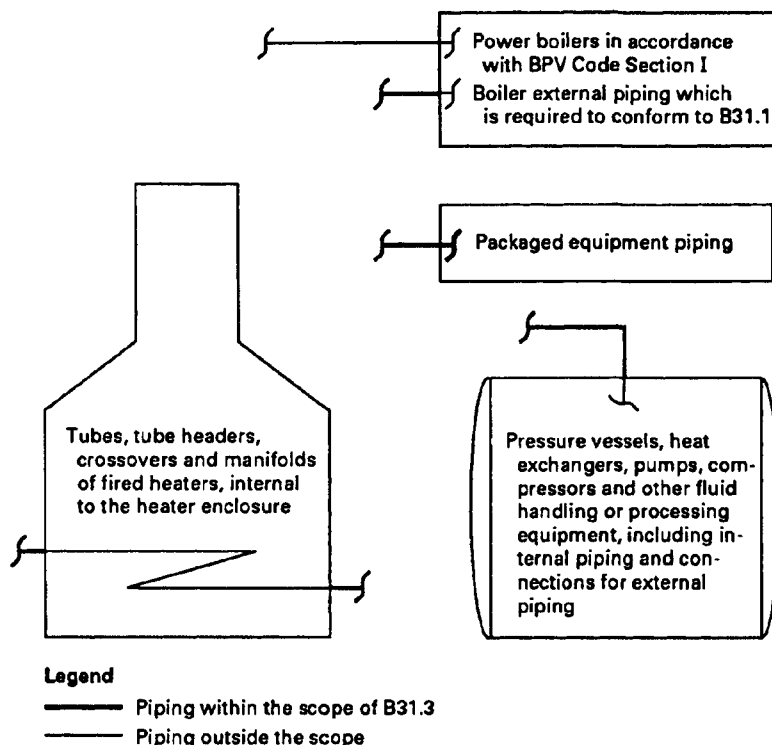 Power boilers in accordance
with BPV Code Section I
Boiler external piping which
is required to conform to B31.1
Packaged equipment piping
Tubes, tube headers,
crossovers and manifolds
of fired heaters, internal
to the heater enclosure
Pressure vessels, heat
exchangers, pumps, com-
pressors and other fluid
handling or processing
equipment, including in-
ternal piping and con-
nections for external
piping
Legend
Piping within the scope of B31.3
Piping outside the scope